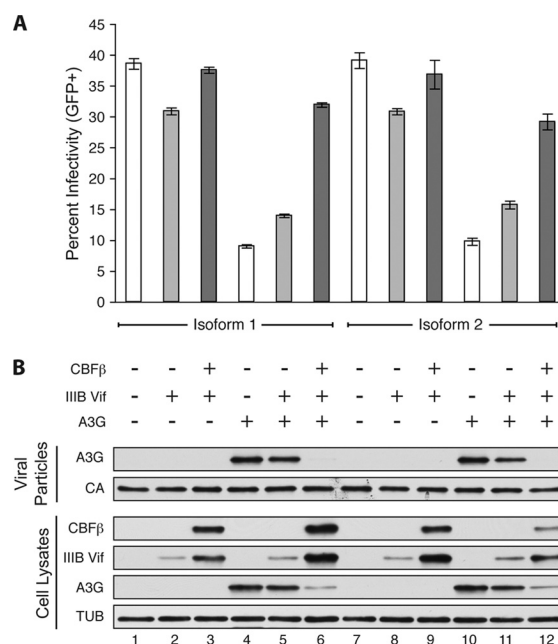 A
Percent Infectivity (GFP+)
45
40
35
30
25
20
15
10
5
0
Isoform 1 Isoform 2
B
CBFβ - - + - - + - - + - - +
IIIB Vif - + + - + + - + + - + +
A3G - - - + + + - - - + + +
Viral Particles
A3G
CA
Cell Lysates
CBFβ
IIIB Vif
A3G
TUB
1 2 3 4 5 6 7 8 9 10 11 12